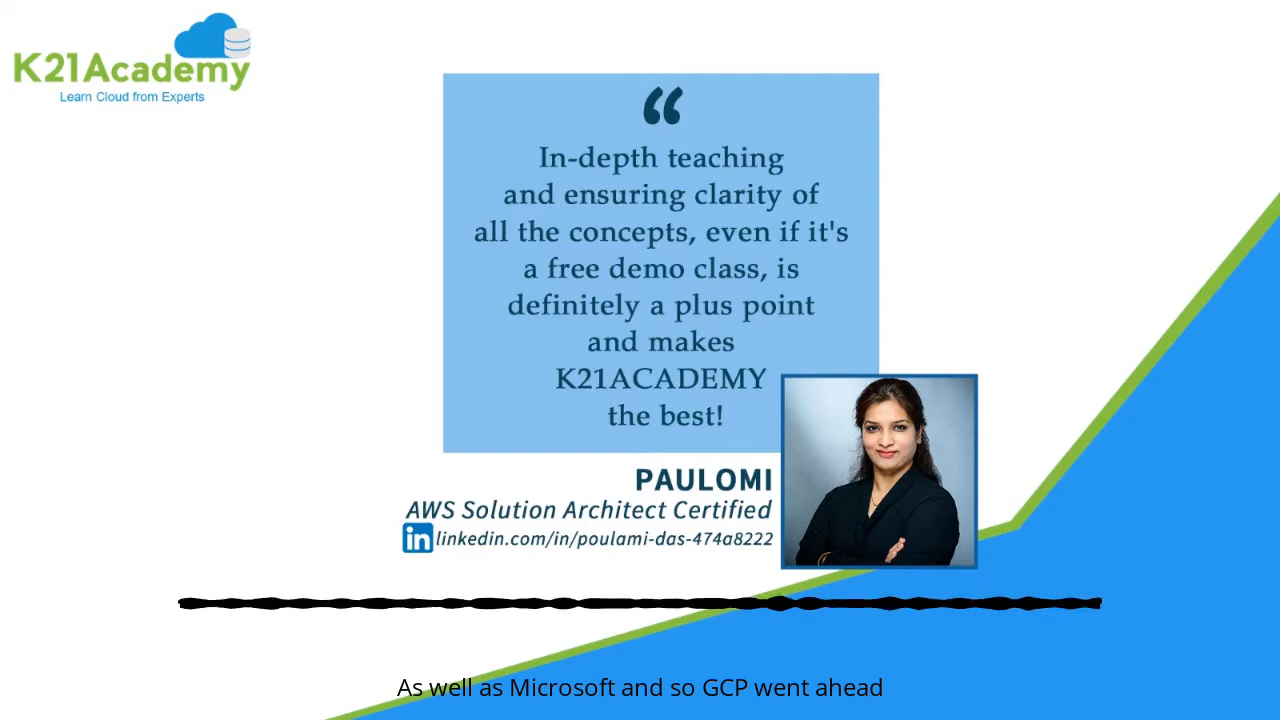 K21Academy
Learn Cloud from Experts
“
In-depth teaching
and ensuring clarity of
all the concepts, even if it's
a free demo class, is
definitely a plus point
and makes
K21ACADEMY
the best!
PAULOMI
AWS Solution Architect Certified
in linkedin.com/in/poulami-das-474a8222
As well as Microsoft and so GCP went ahead